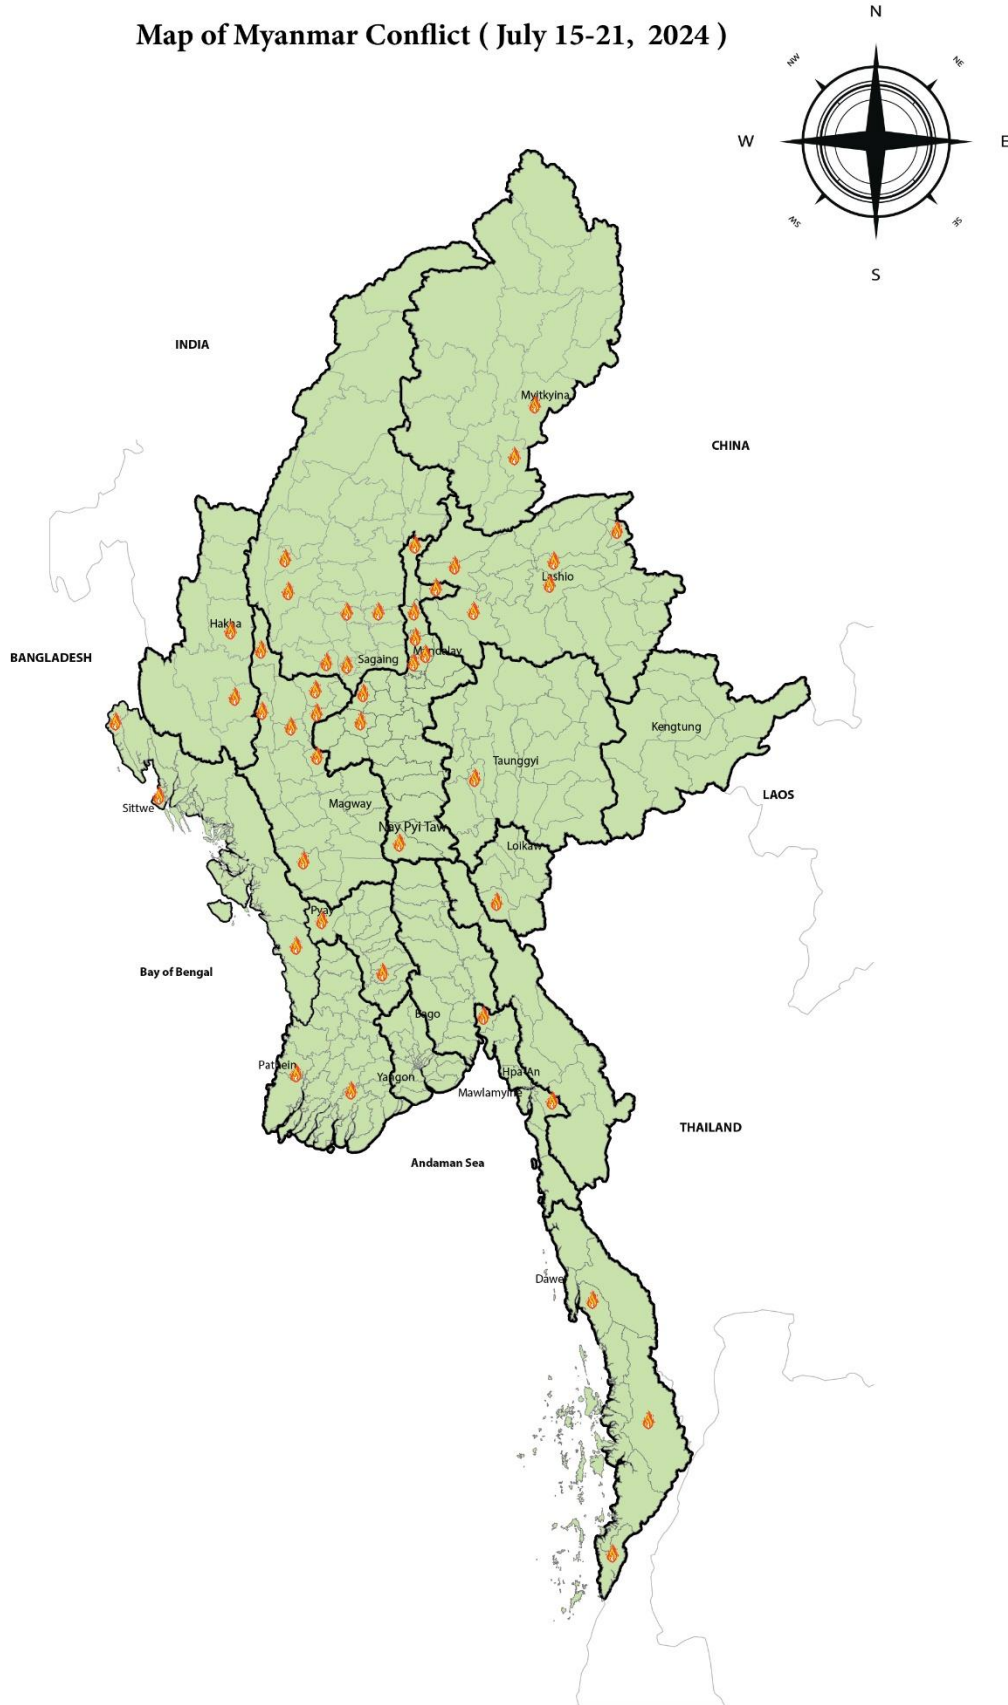 Map of Myanmar Conflict ( July 15-21,  2024 )
N
NW
NE
W
E
SW
SE
S
INDIA
Myitkyina
CHINA
Lashio
Hakha
BANGLADESH
Sagaing
Mandalay
Kengtung
Taunggyi
LAOS
Sittwe
Magway
Nay Pyi Taw
Loikaw
Pyay
Bay of Bengal
Bago
Pathein
Yangon
Hpa-An
Mawlamyine
THAILAND
Andaman Sea
Dawei